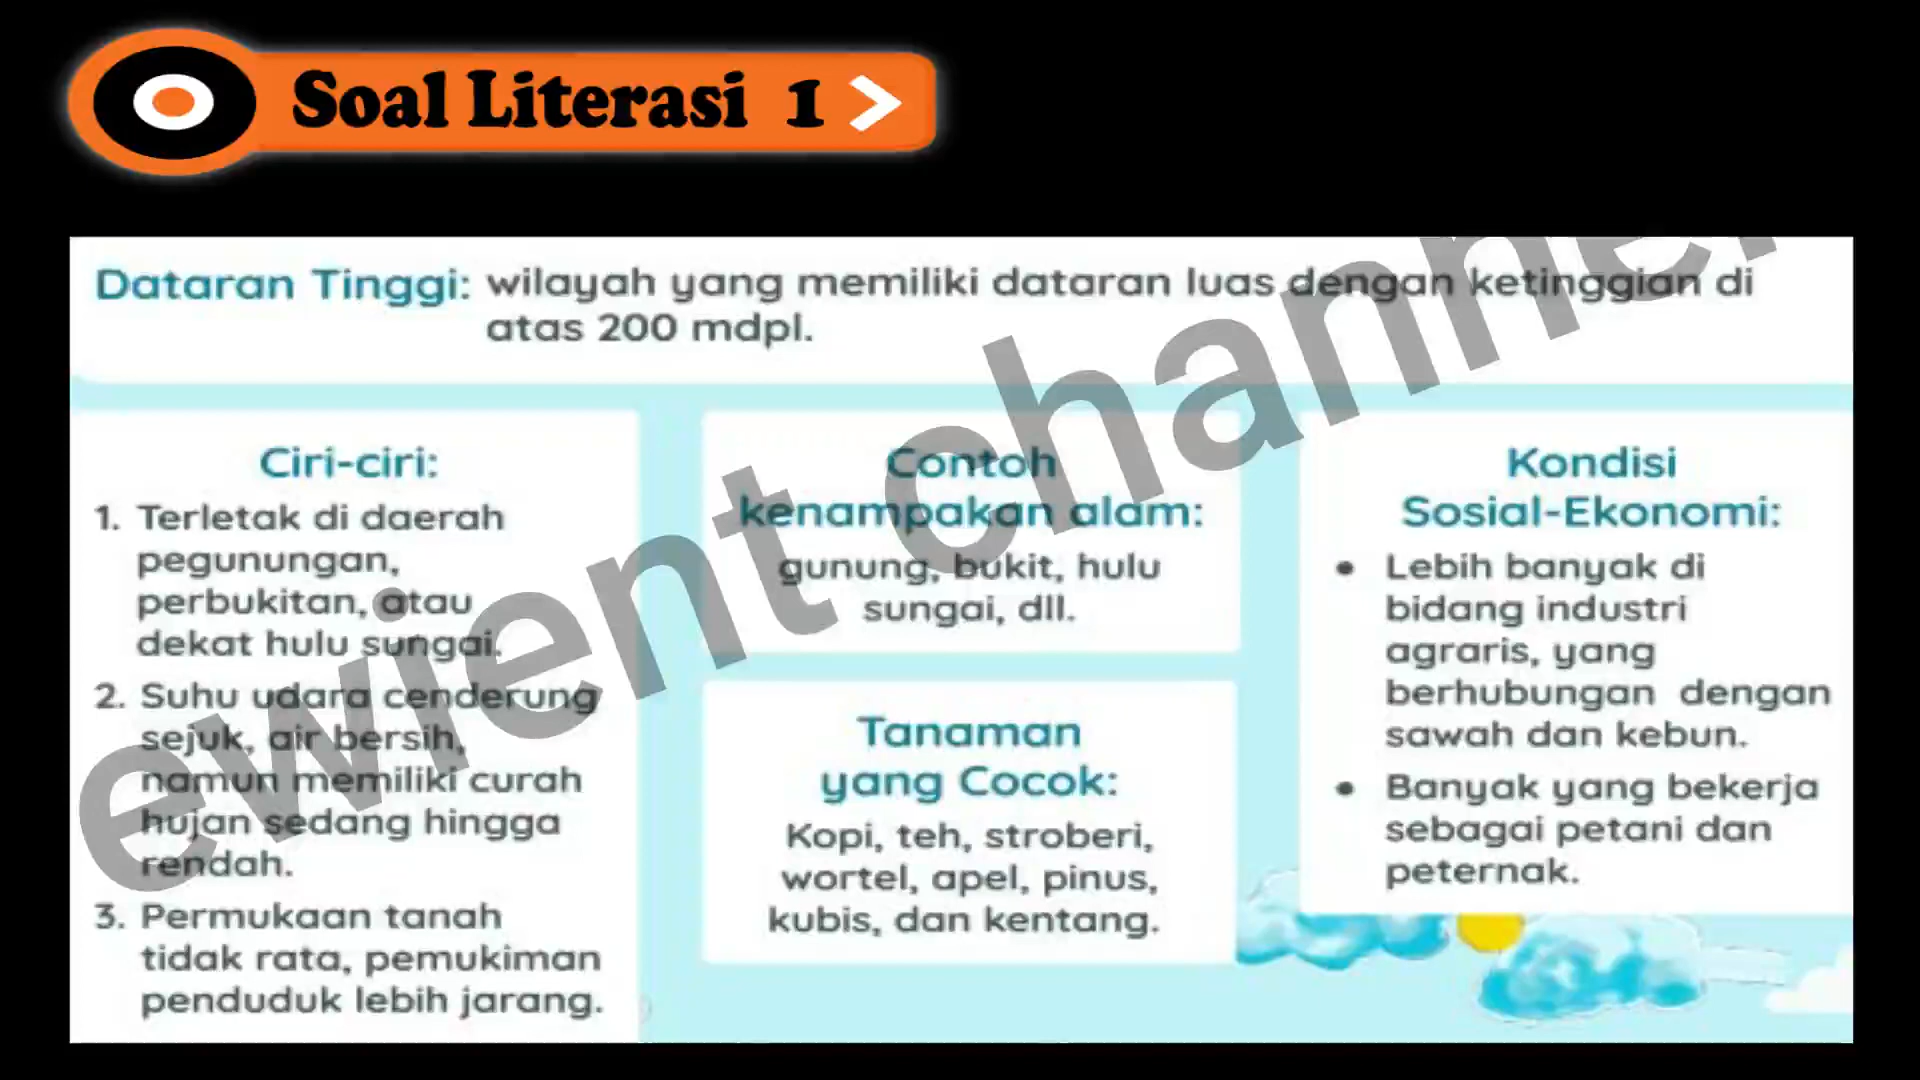 Soal Literasi 1
Dataran Tinggi: wilayah yang memiliki dataran luas dengan ketinggian di
atas 200 mdpl.
Ciri-ciri:
1. Terletak di daerah
pegunungan,
perbukitan, atau
dekat hulu sungai.
2. Suhu udara cenderung
sejuk, air bersih,
namun memiliki curah
hujan sedang hingga
rendah.
3. Permukaan tanah
tidak rata, pemukiman
penduduk lebih jarang.
Contoh
kenampakan alam:
gunung, bukit, hulu
sungai, dll.
Tanaman
yang Cocok:
Kopi, teh, stroberi,
wortel, apel, pinus,
kubis, dan kentang.
Kondisi
Sosial-Ekonomi:
• Lebih banyak di
bidang industri
agraris, yang
berhubungan dengan
sawah dan kebun.
• Banyak yang bekerja
sebagai petani dan
peternak.
ewient channel